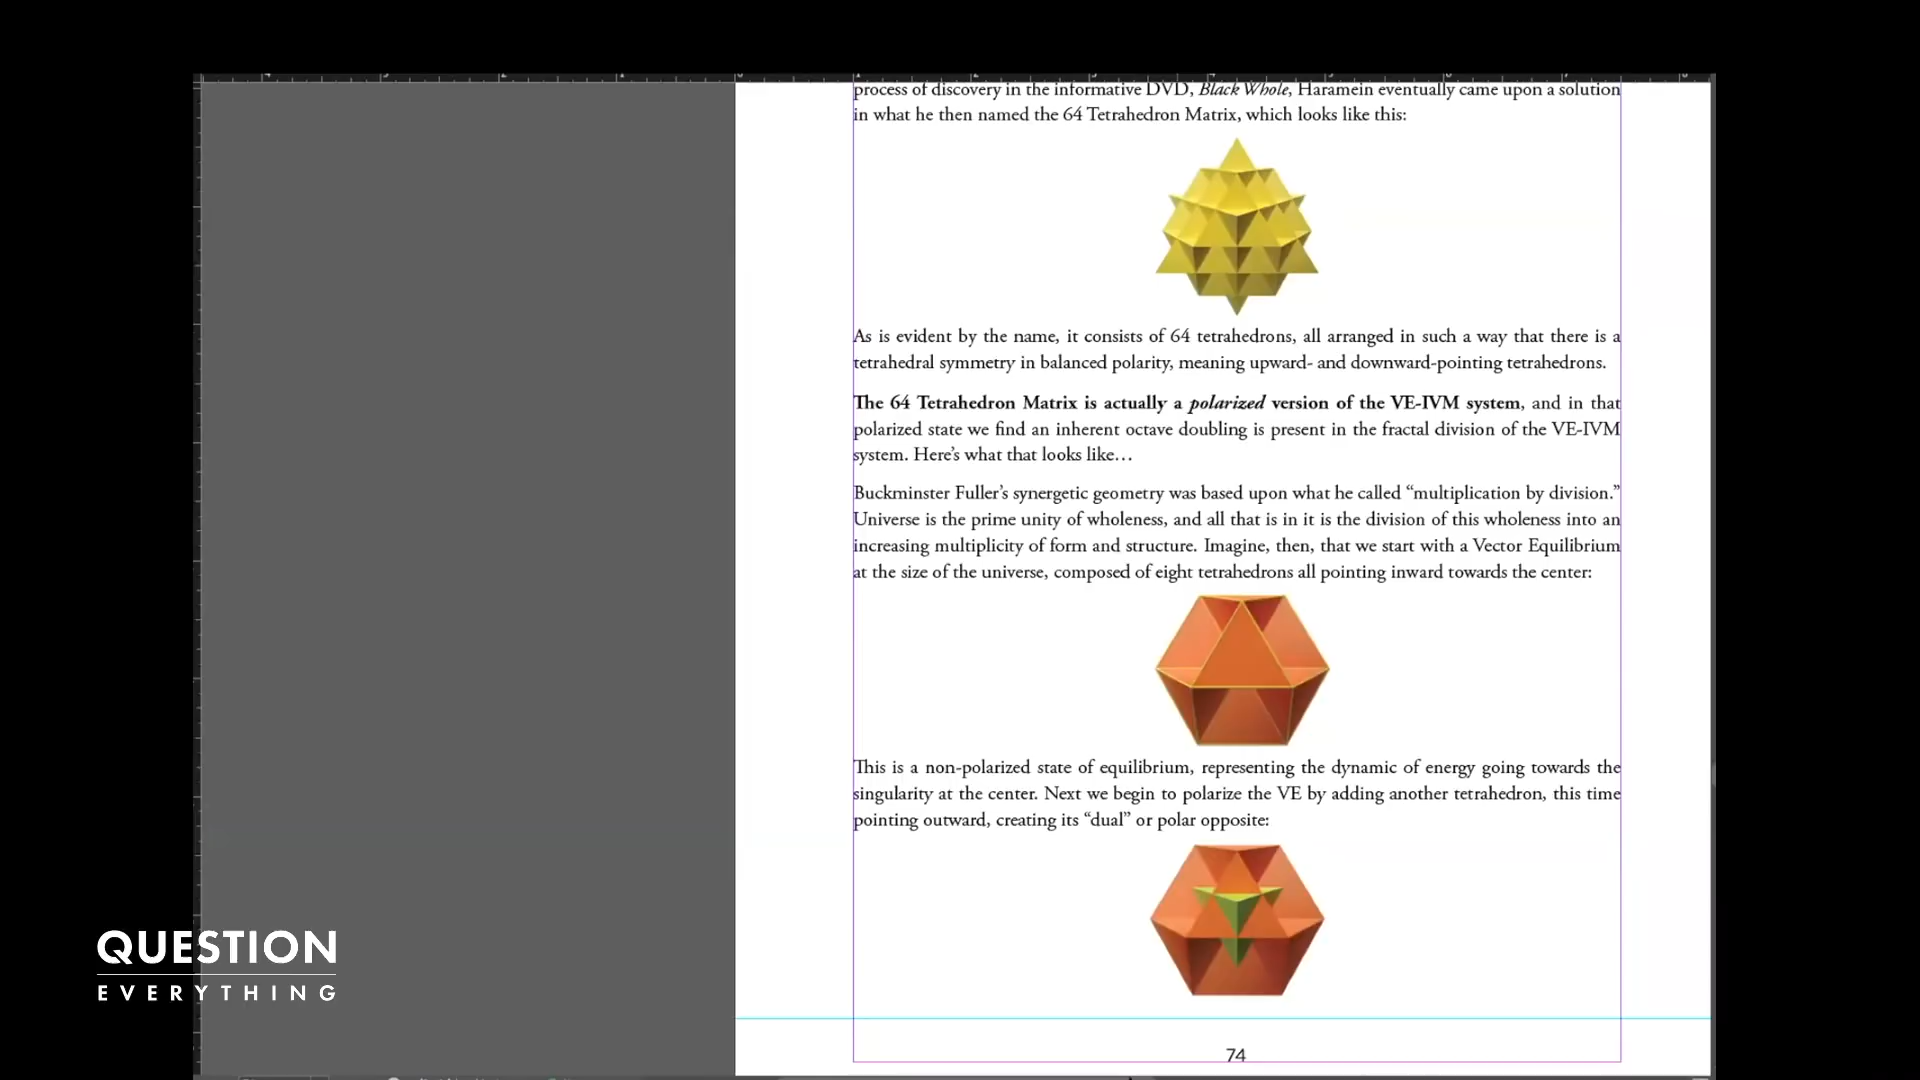 process of discovery in the informative DVD, Black Whole, Haramein eventually came upon a solution
in what he then named the 64 Tetrahedron Matrix, which looks like this:
As is evident by the name, it consists of 64 tetrahedrons, all arranged in such a way that there is a
tetrahedral symmetry in balanced polarity, meaning upward- and downward-pointing tetrahedrons.
The 64 Tetrahedron Matrix is actually a polarized version of the VE-IVM system, and in that
polarized state we find an inherent octave doubling is present in the fractal division of the VE-IVM
system. Here’s what that looks like…
Buckminster Fuller’s synergetic geometry was based upon what he called “multiplication by division.”
Universe is the prime unity of wholeness, and all that is in it is the division of this wholeness into an
increasing multiplicity of form and structure. Imagine, then, that we start with a Vector Equilibrium
at the size of the universe, composed of eight tetrahedrons all pointing inward towards the center:
This is a non-polarized state of equilibrium, representing the dynamic of energy going towards the
singularity at the center. Next we begin to polarize the VE by adding another tetrahedron, this time
pointing outward, creating its “dual” or polar opposite:
74
QUESTION
EVERYTHING